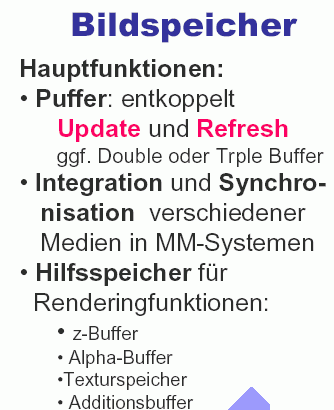 Bildspeicher
Hauptfunktionen:
• Puffer: entkoppelt
Update und Refresh
ggf. Double oder Trple Buffer
• Integration und Synchro-
nisation verschiedener
Medien in MM-Systemen
• Hilfsspeicher für
Renderingfunktionen:
• z-Buffer
• Alpha-Buffer
•Texturspeicher
• Additionsbuffer